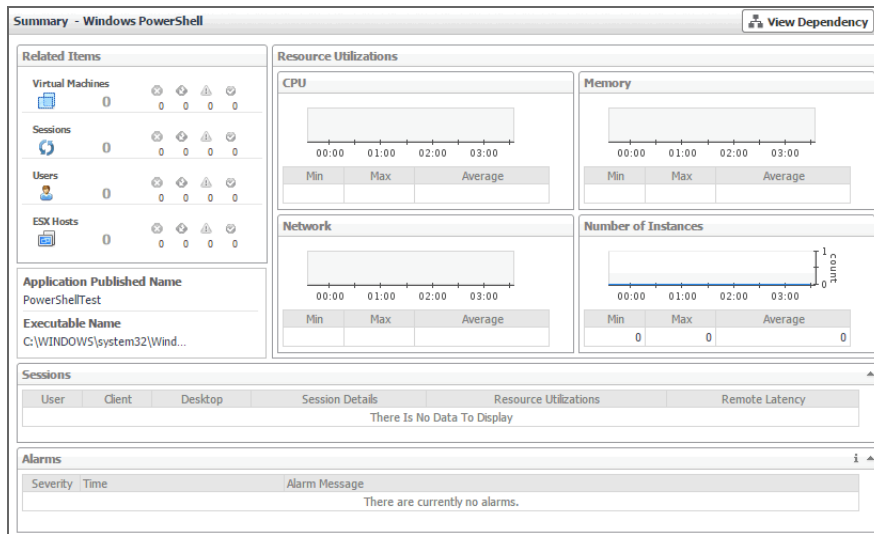 Summary - Windows PowerShell
View Dependency
Related Items
Virtual Machines
0
0 0 0 0
Sessions
0
0 0 0 0
Users
0
0 0 0 0
ESX Hosts
0
0 0 0 0
Application Published Name
PowerShellTest
Executable Name
C:\WINDOWS\system32\Wind...
Resource Utilizations
CPU
00:00 01:00 02:00 03:00
Min Max Average
Memory
00:00 01:00 02:00 03:00
Min Max Average
Network
00:00 01:00 02:00 03:00
Min Max Average
Number of Instances
1
count
0
00:00 01:00 02:00 03:00
Min Max Average
0 0 0
Sessions
User Client Desktop Session Details Resource Utilizations Remote Latency
There Is No Data To Display
Alarms
i
Severity Time Alarm Message
There are currently no alarms.